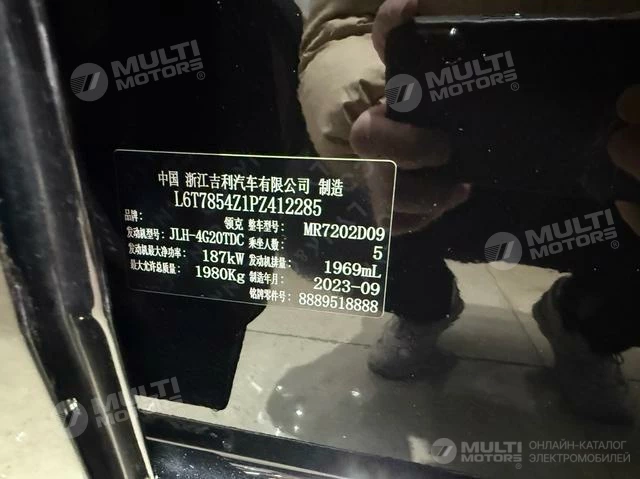 MULTI
MOTORS®
MULTI
MOTORS®
中国 浙江吉利汽车有限公司 制造
L6T7854Z1PZ412285
品牌: 领克 整车型号: MR7202D09
发动机型号: JLH-4G20TDC 乘坐人数: 5
发动机最大净功率: 187kW 发动机排量: 1969mL
最大允许总质量: 1980Kg 制造年月: 2023-09
铭牌零件号: 8889518888
MULTI
MOTORS®
MULTI
MOTORS®
ОНЛАЙН-КАТАЛОГ
ЭЛЕКТРОМОБИЛЕЙ